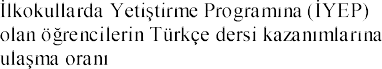 İlkokullarda Yetiştirme Programına (İYEP)
olan öğrencilerin Türkçe dersi kazanımlarına
ulaşma oranı